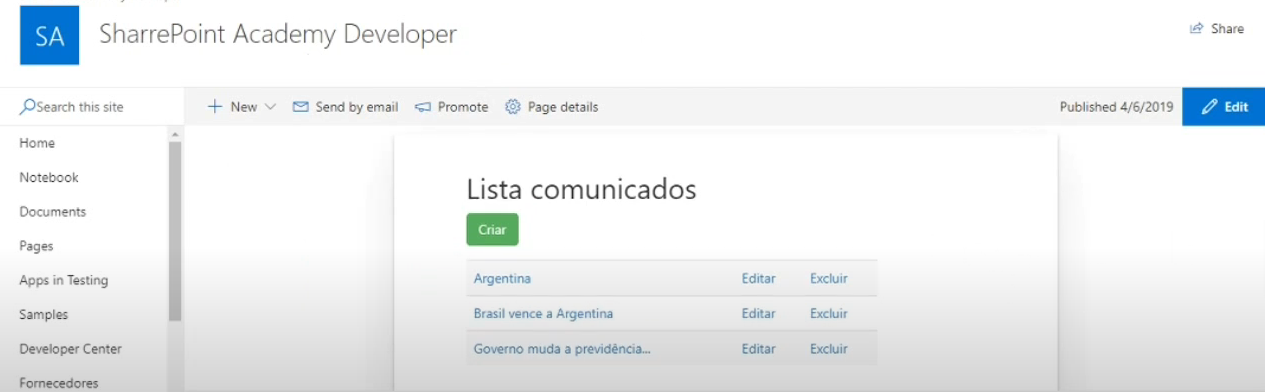 SA
SharrePoint Academy Developer
Share
Search this site
New
Send by email
Promote
Page details
Published 4/6/2019
Edit
Home
Notebook
Documents
Pages
Apps in Testing
Samples
Developer Center
Fornecedores
Lista comunicados
Criar
Argentina Editar Excluir
Brasil vence a Argentina Editar Excluir
Governo muda a previdência... Editar Excluir